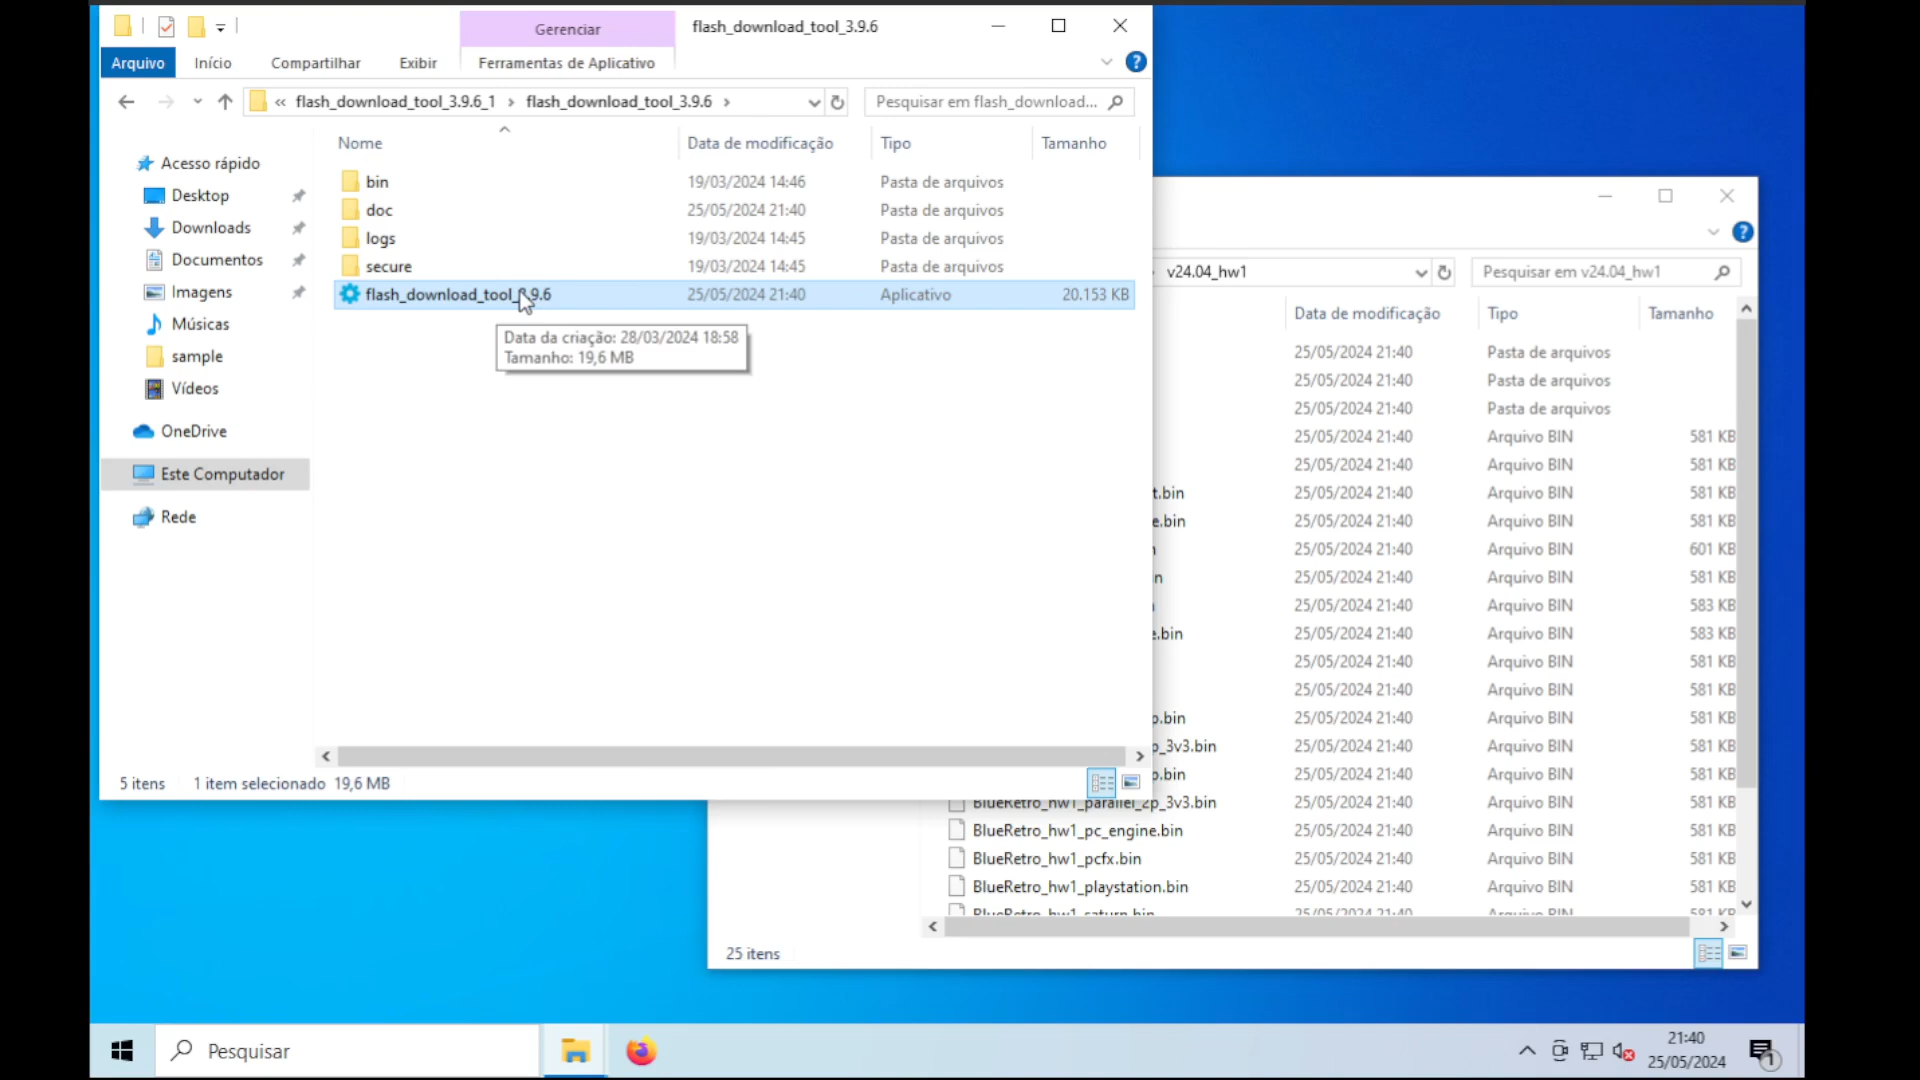 Gerenciar
flash_download_tool_3.9.6
Arquivo
Início
Compartilhar
Exibir
Ferramentas de Aplicativo
« flash_download_tool_3.9.6_1 > flash_download_tool_3.9.6 >
Pesquisar em flash_download...
Nome
Data de modificação
Tipo
Tamanho
Acesso rápido
Desktop
Downloads
Documentos
Imagens
Músicas
sample
Vídeos
OneDrive
Este Computador
Rede
bin 19/03/2024 14:46 Pasta de arquivos
doc 25/05/2024 21:40 Pasta de arquivos
logs 19/03/2024 14:45 Pasta de arquivos
secure 19/03/2024 14:45 Pasta de arquivos
flash_download_tool_3.9.6 25/05/2024 21:40 Aplicativo 20.153 KB
Data da criação: 28/03/2024 18:58
Tamanho: 19,6 MB
5 itens 1 item selecionado 19,6 MB
v24.04_hw1
Pesquisar em v24.04_hw1
Data de modificação Tipo Tamanho
25/05/2024 21:40 Pasta de arquivos
25/05/2024 21:40 Pasta de arquivos
25/05/2024 21:40 Pasta de arquivos
25/05/2024 21:40 Arquivo BIN 581 KB
25/05/2024 21:40 Arquivo BIN 581 KB
t.bin 25/05/2024 21:40 Arquivo BIN 581 KB
e.bin 25/05/2024 21:40 Arquivo BIN 581 KB
25/05/2024 21:40 Arquivo BIN 601 KB
n 25/05/2024 21:40 Arquivo BIN 581 KB
25/05/2024 21:40 Arquivo BIN 583 KB
e.bin 25/05/2024 21:40 Arquivo BIN 583 KB
25/05/2024 21:40 Arquivo BIN 581 KB
25/05/2024 21:40 Arquivo BIN 581 KB
p.bin 25/05/2024 21:40 Arquivo BIN 581 KB
p_3v3.bin 25/05/2024 21:40 Arquivo BIN 581 KB
p.bin 25/05/2024 21:40 Arquivo BIN 581 KB
BlueRetro_hw1_parallel_2p_3v3.bin 25/05/2024 21:40 Arquivo BIN 581 KB
BlueRetro_hw1_pc_engine.bin 25/05/2024 21:40 Arquivo BIN 581 KB
BlueRetro_hw1_pcfx.bin 25/05/2024 21:40 Arquivo BIN 581 KB
BlueRetro_hw1_playstation.bin 25/05/2024 21:40 Arquivo BIN 581 KB
BlueRetro_hw1_saturn.bin 25/05/2024 21:40 Arquivo BIN 581 KB
25 itens
Pesquisar
21:40
25/05/2024
1